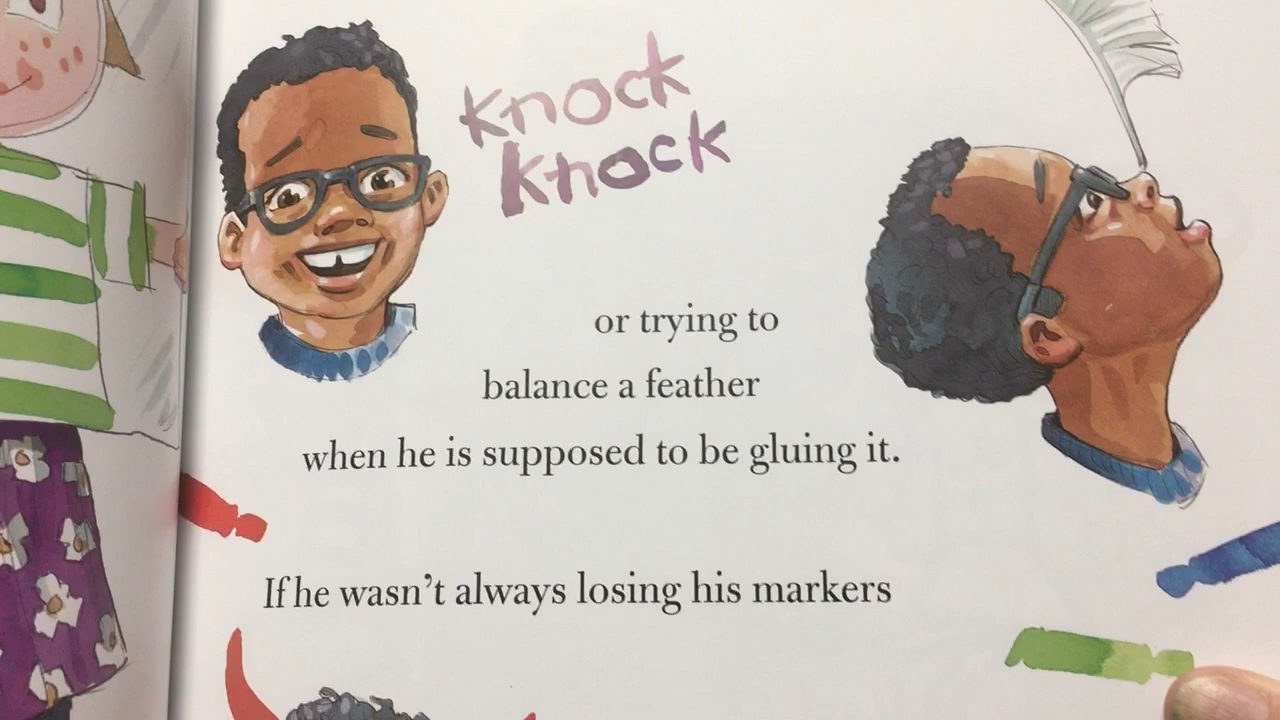 Knock
Knock
or trying to
balance a feather
when he is supposed to be gluing it.
If he wasn't always losing his markers